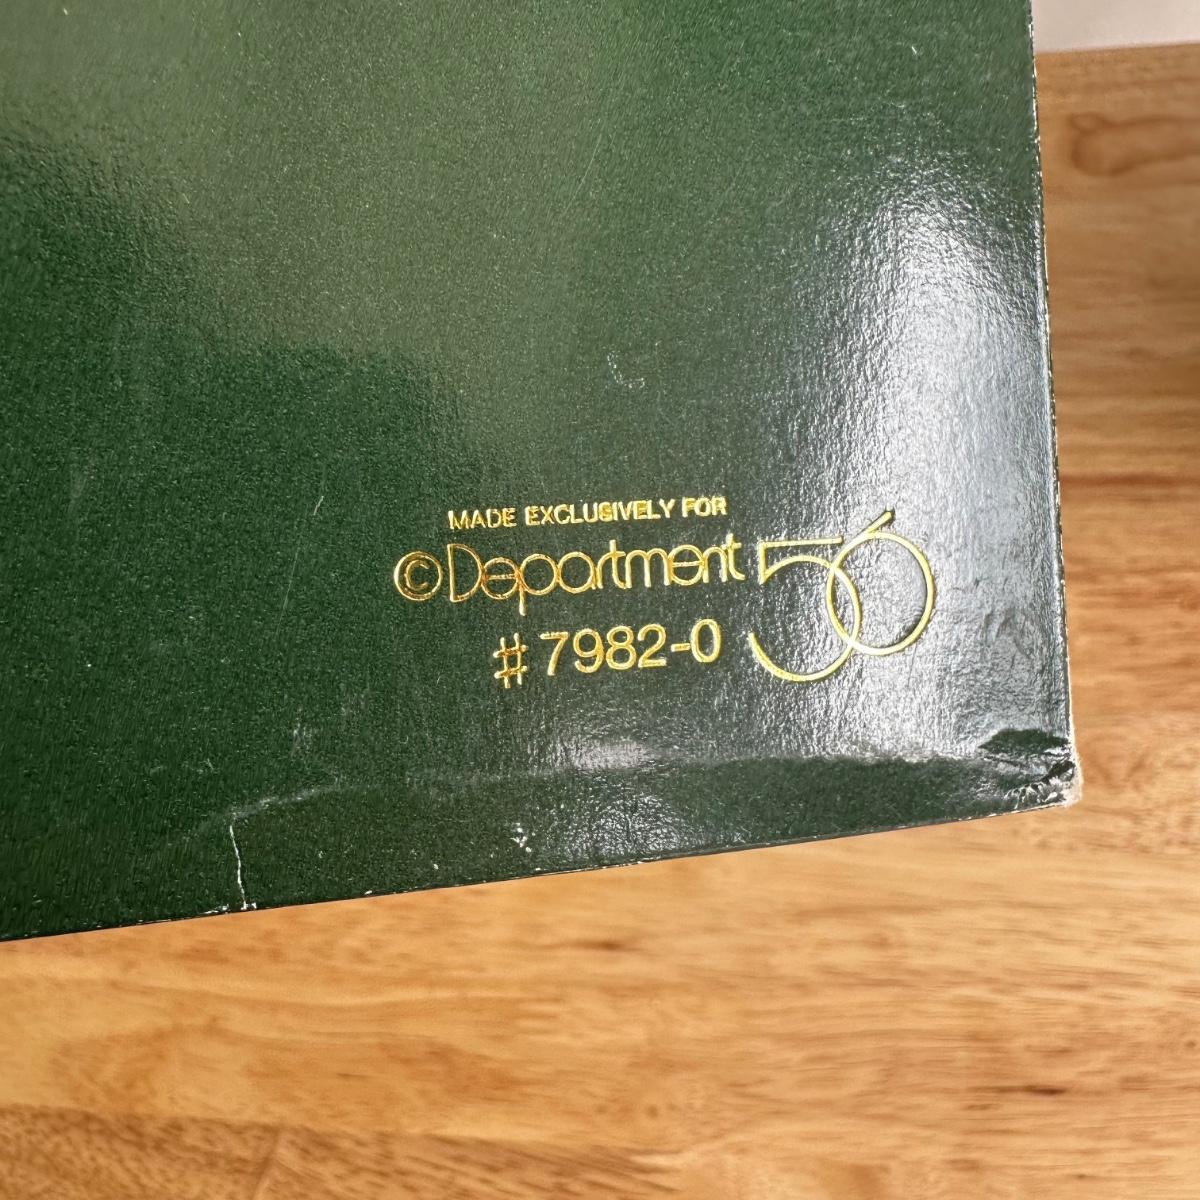 MADE EXCLUSIVELY FOR
©Department 56
# 7982-0